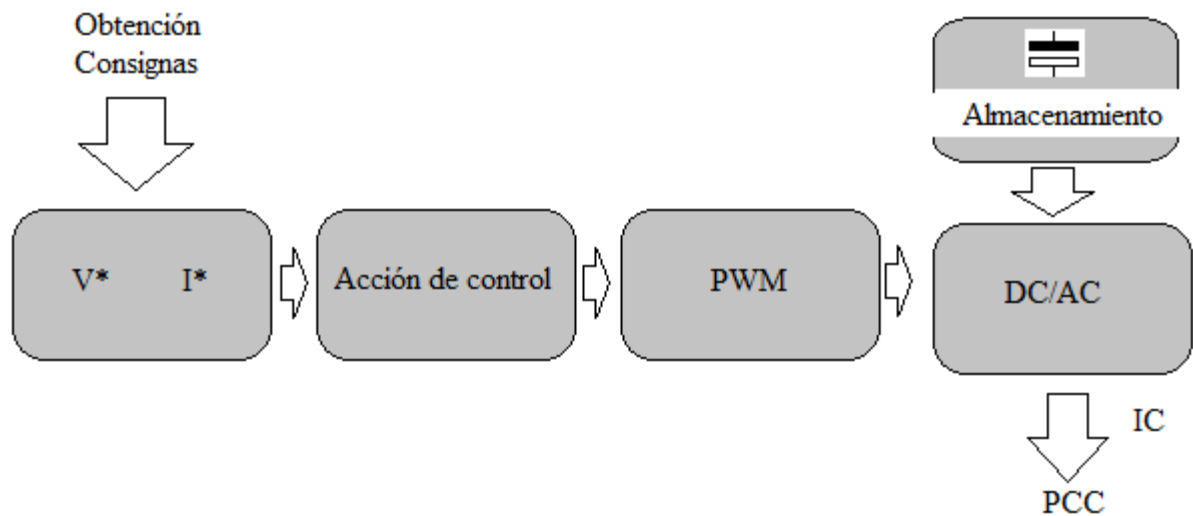 Obtención
Consignas
Almacenamiento
V* I*
Acción de control
PWM
DC/AC
IC
PCC